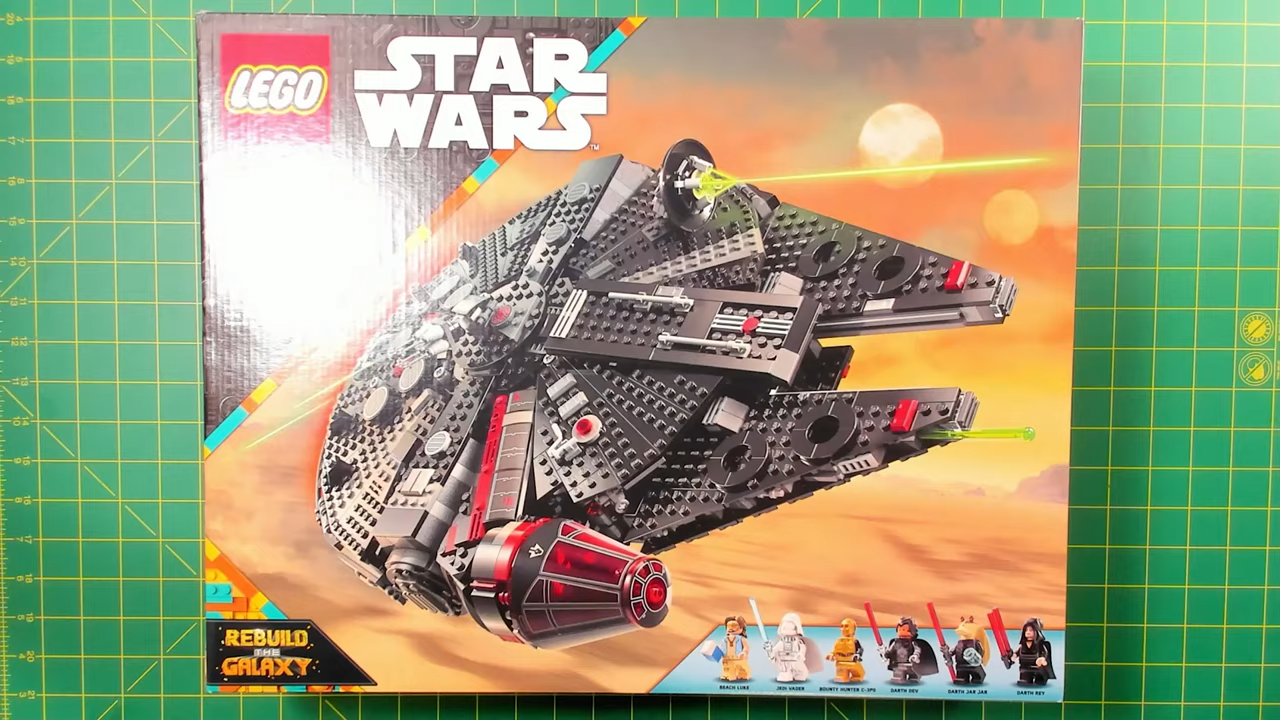 LEGO
STAR
WARS™
REBUILD
THE
GALAXY
BEACH LUKE
JEDI VADER
BOUNTY HUNTER C-3PO
DARTH DEV
DARTH JAR JAR
DARTH REY